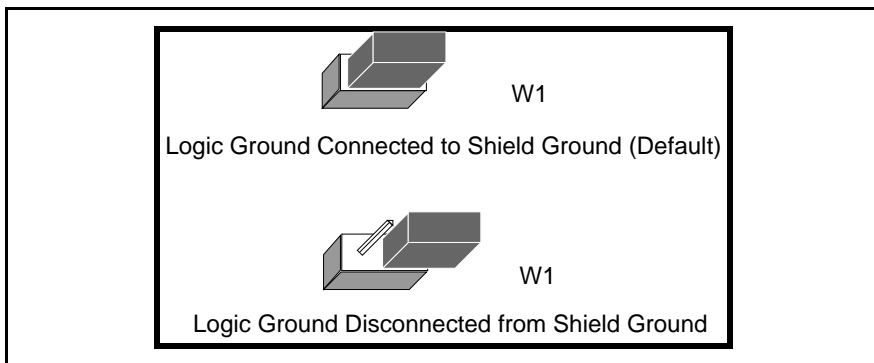 W1
Logic Ground Connected to Shield Ground (Default)
W1
Logic Ground Disconnected from Shield Ground